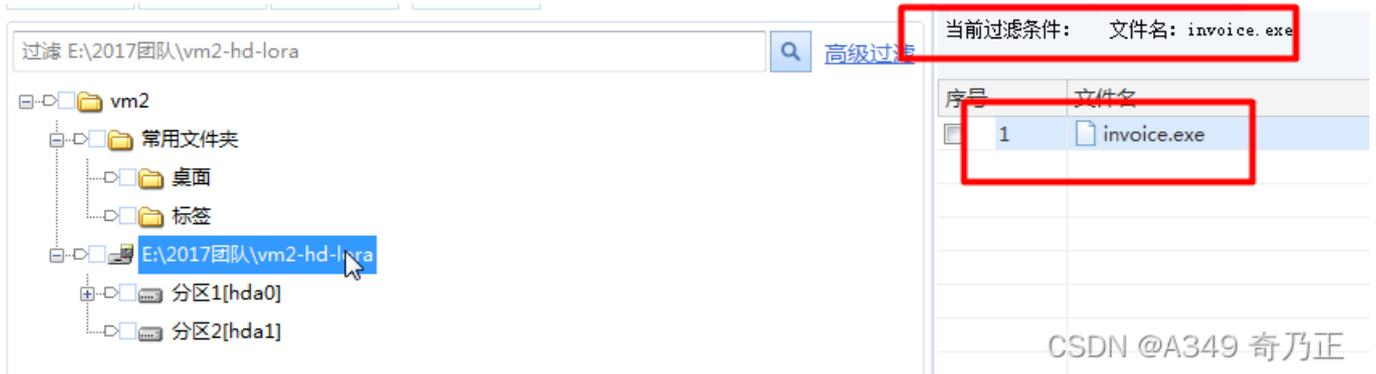 过滤 E:\2017团队\vm2-hd-lora
高级过滤
vm2
常用文件夹
桌面
标签
E:\2017团队\vm2-hd-lora
分区1[hda0]
分区2[hda1]
当前过滤条件: 文件名: invoice.exe
序号 文件名
1 invoice.exe
CSDN @A349 奇乃正